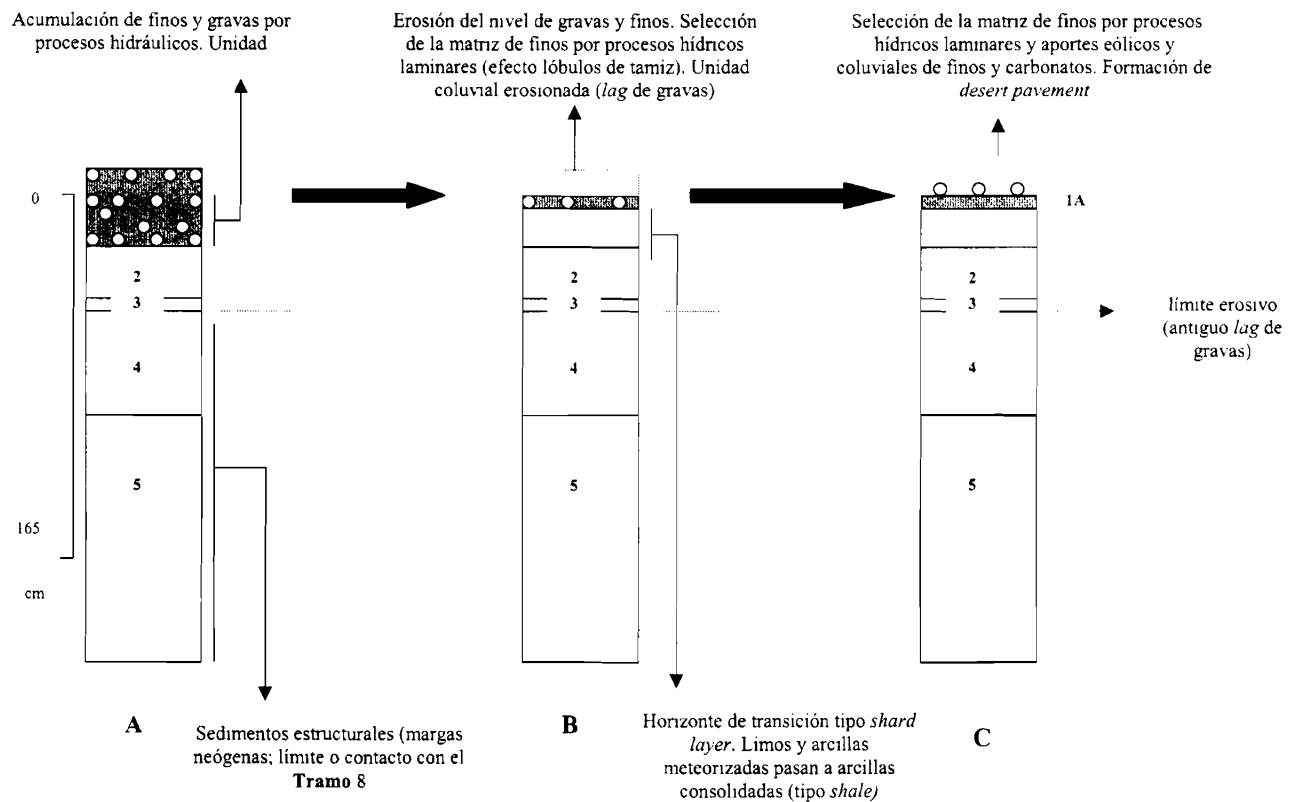 Acumulación de finos y gravas por
procesos hidráulicos. Unidad
Erosión del nivel de gravas y finos. Selección
de la matriz de finos por procesos hídricos
laminares (efecto lóbulos de tamiz). Unidad
coluvial erosionada (lag de gravas)
Selección de la matriz de finos por procesos
hídricos laminares y aportes eólicos y
coluviales de finos y carbonatos. Formación de
desert pavement
0
2
3
4
5
165
cm
A
Sedimentos estructurales (margas
neógenas; límite o contacto con el
Tramo 8
2
3
4
5
B
Horizonte de transición tipo shard
layer. Limos y arcillas
meteorizadas pasan a arcillas
consolidadas (tipo shale)
1A
2
3
4
5
C
límite erosivo
(antiguo lag de
gravas)